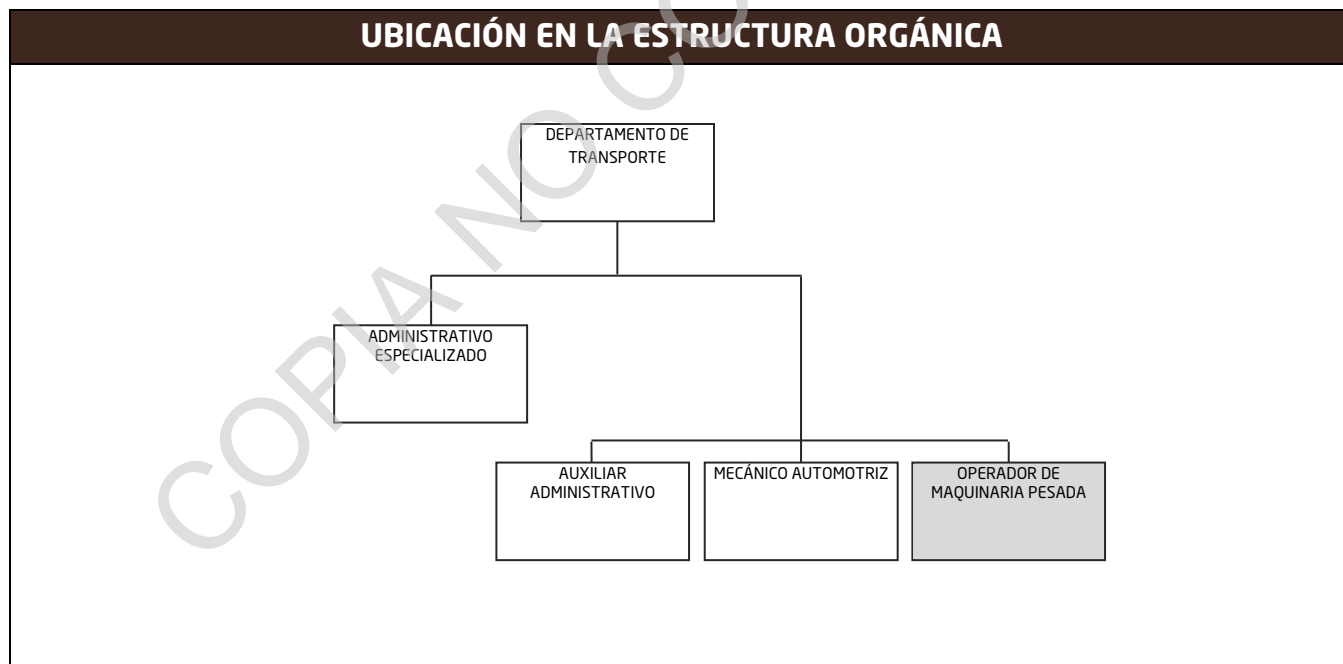 UBICACIÓN EN LA ESTRUCTURA ORGÁNICA
DEPARTAMENTO DE
TRANSPORTE
ADMINISTRATIVO
ESPECIALIZADO
AUXILIAR
ADMINISTRATIVO
MECÁNICO AUTOMOTRIZ
OPERADOR DE
MAQUINARIA PESADA
COPIA NO CO